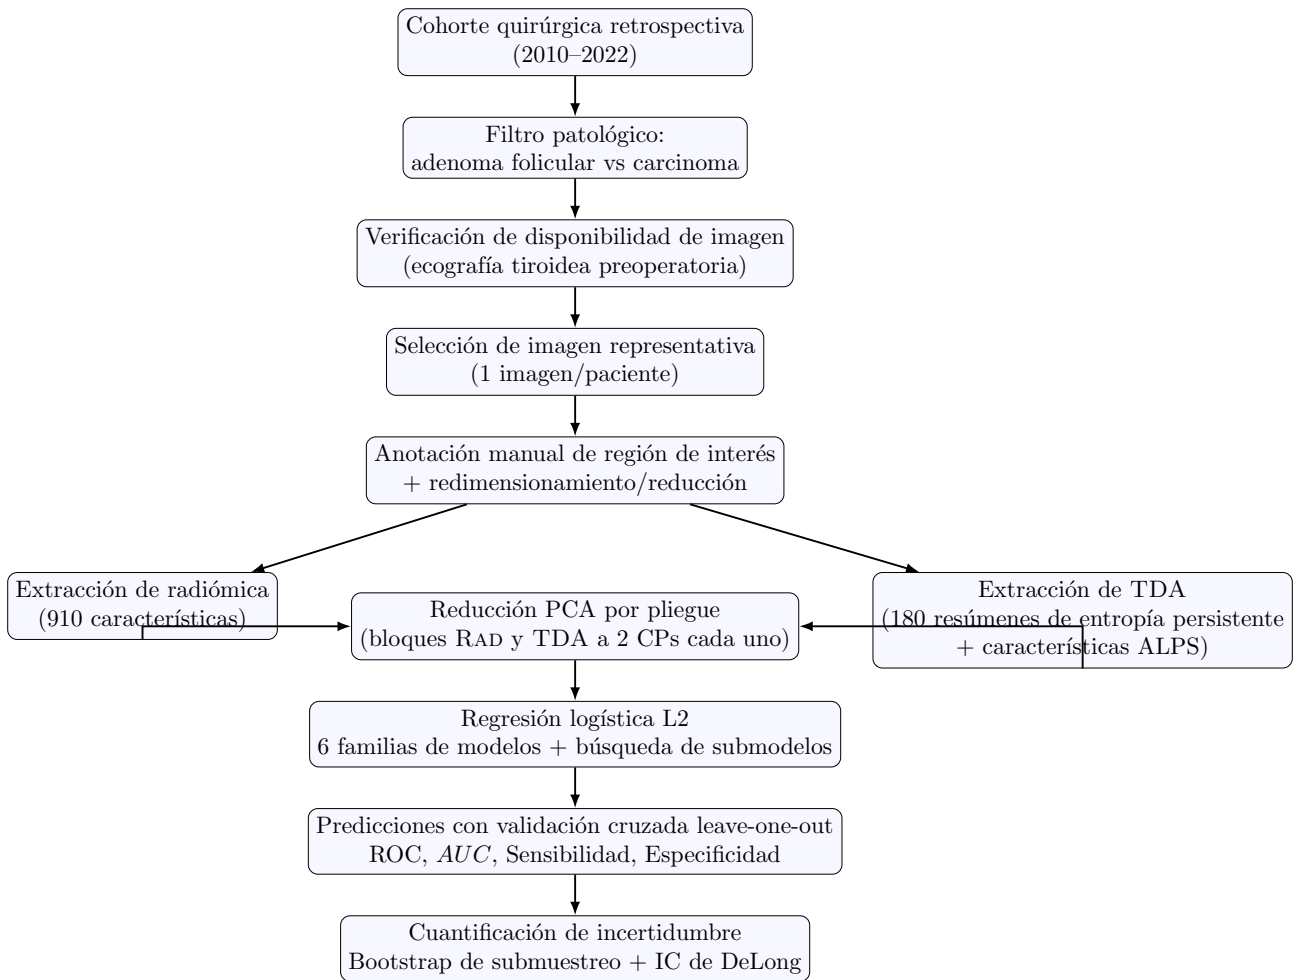 Cohorte quirúrgica retrospectiva
(2010–2022)
Filtro patológico:
adenoma folicular vs carcinoma
Verificación de disponibilidad de imagen
(ecografía tiroidea preoperatoria)
Selección de imagen representativa
(1 imagen/paciente)
Anotación manual de región de interés
+ redimensionamiento/reducción
Extracción de radiómica
(910 características)
Reducción PCA por pliegue
(bloques RAD y TDA a 2 CPs cada uno)
Extracción de TDA
(180 resúmenes de entropía persistente
+ características ALPS)
Regresión logística L2
6 familias de modelos + búsqueda de submodelos
Predicciones con validación cruzada leave-one-out
ROC, AUC, Sensibilidad, Especificidad
Cuantificación de incertidumbre
Bootstrap de submuestreo + IC de DeLong